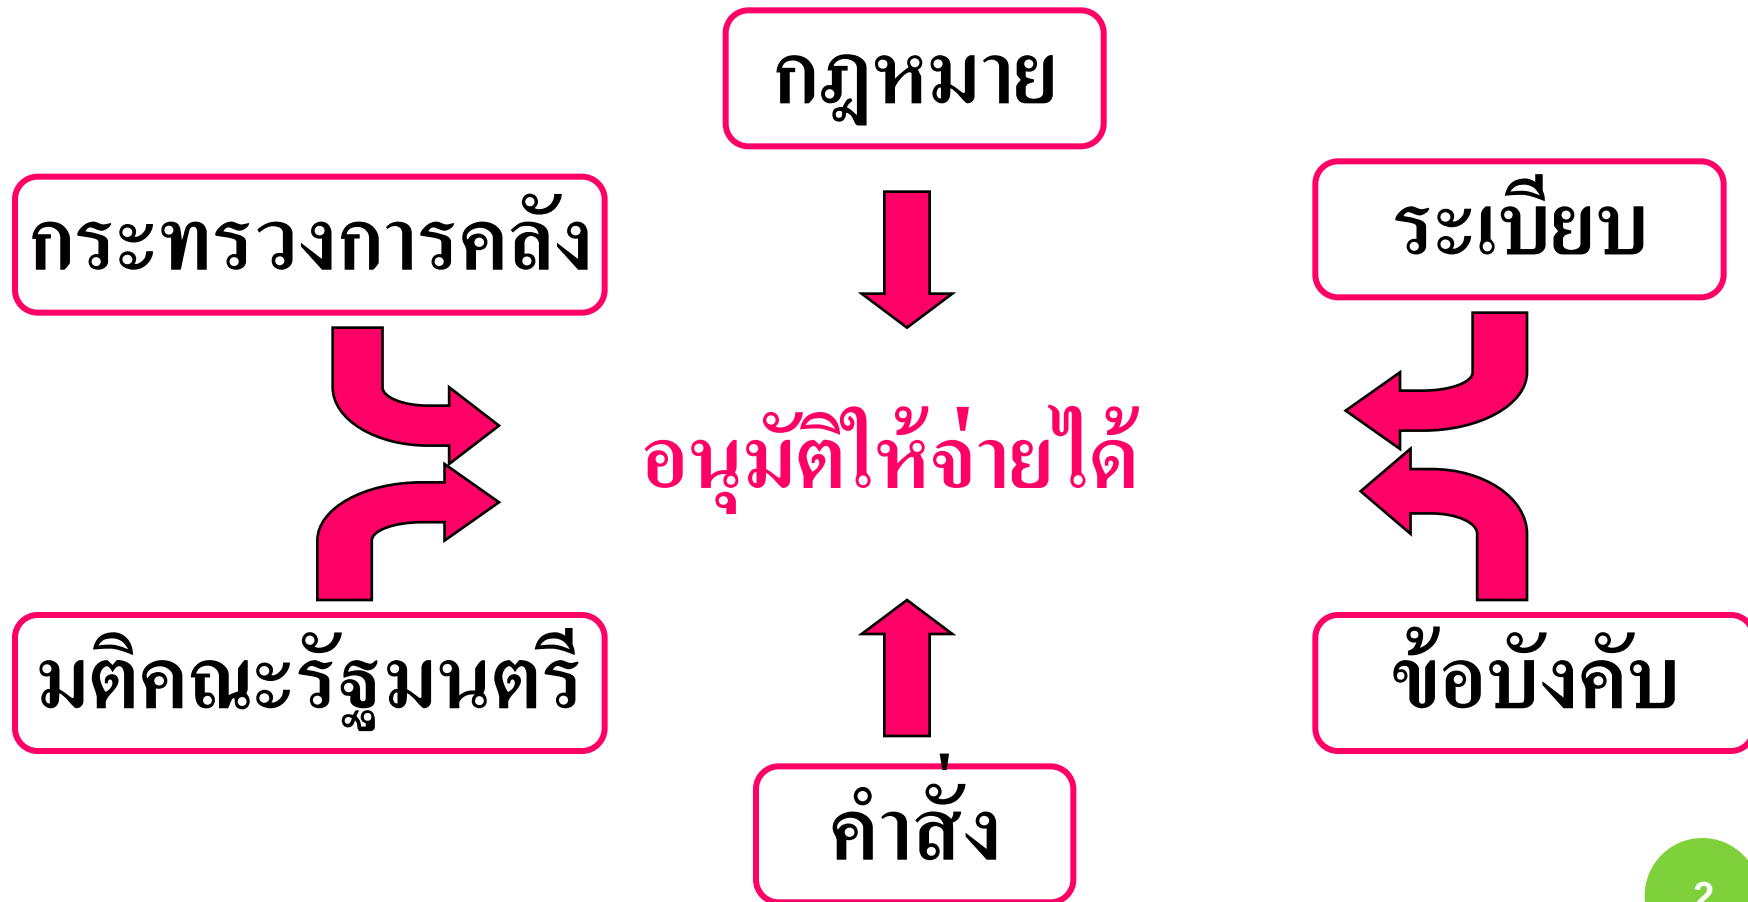 กฎหมาย
กระทรวงการคลัง
ระเบียบ
อนุมัติให้จ่ายได้
มติคณะรัฐมนตรี
ข้อบังคับ
คำสั่ง
2